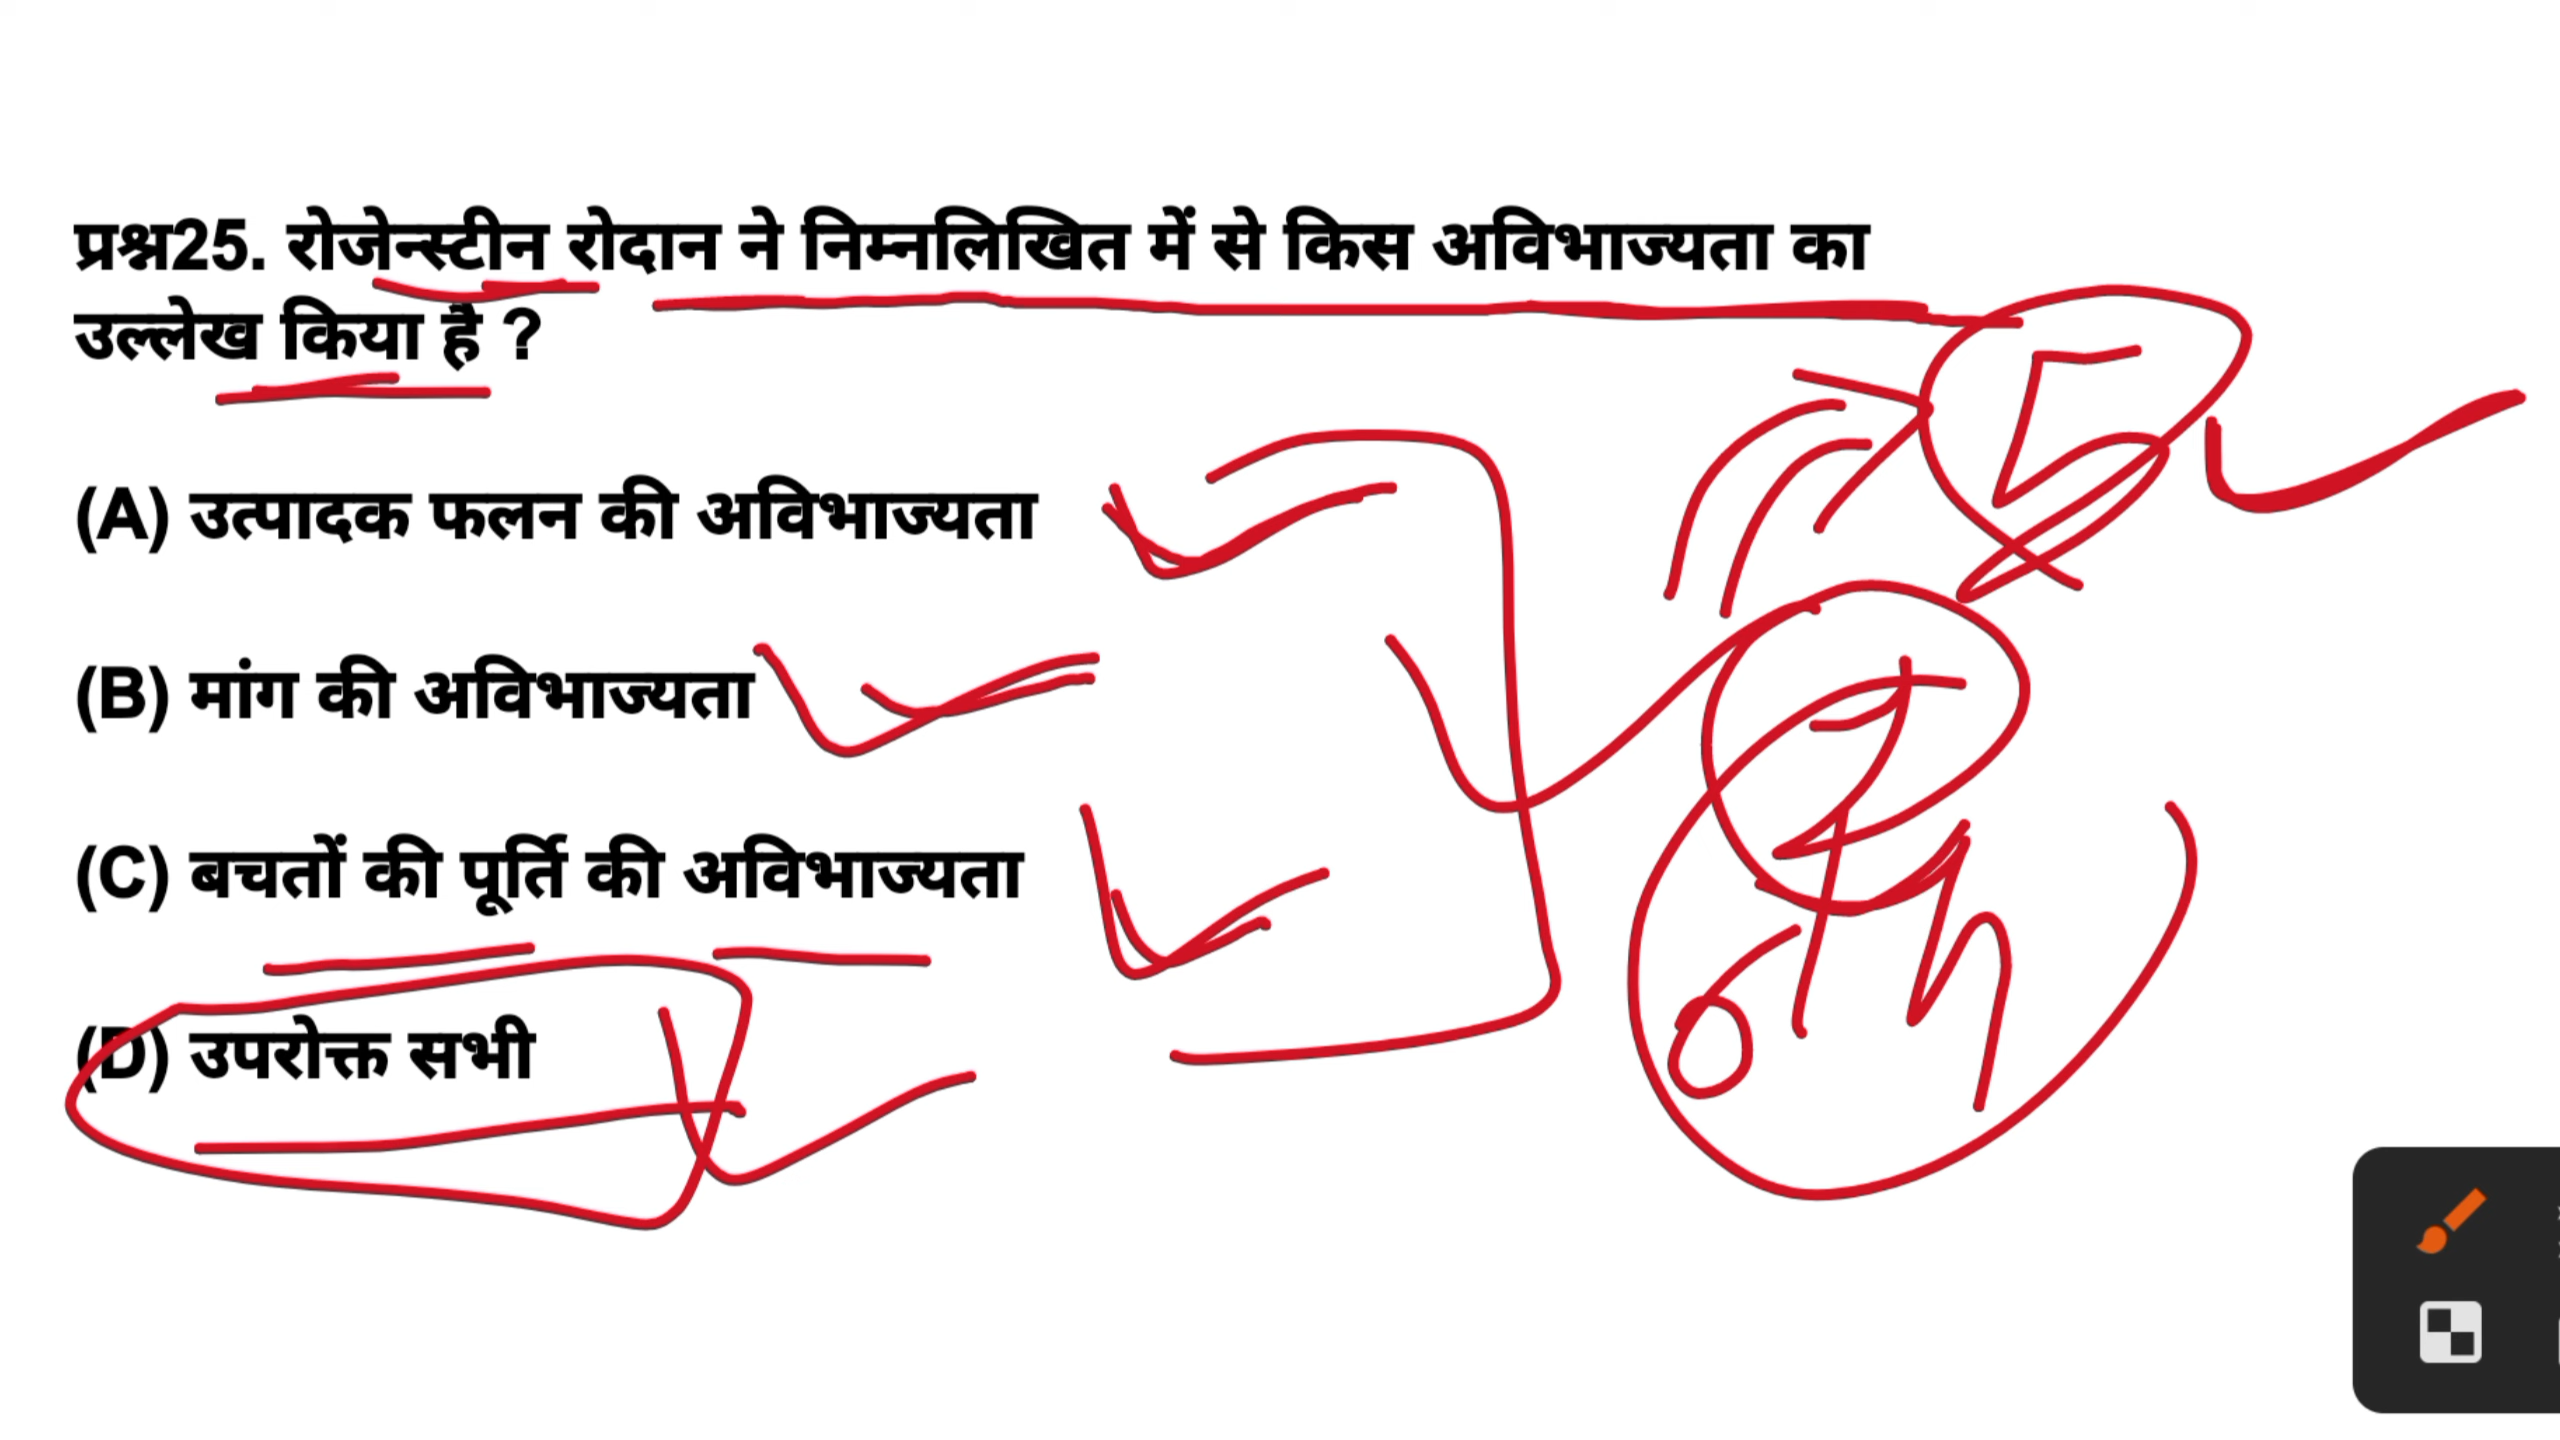 प्रश्न25. रोजेन्स्टीन रोदान ने निम्नलिखित में से किस अविभाज्यता का
उल्लेख किया है ?
(A) उत्पादक फलन की अविभाज्यता
(B) मांग की अविभाज्यता
(C) बचतों की पूर्ति की अविभाज्यता
(D) उपरोक्त सभी